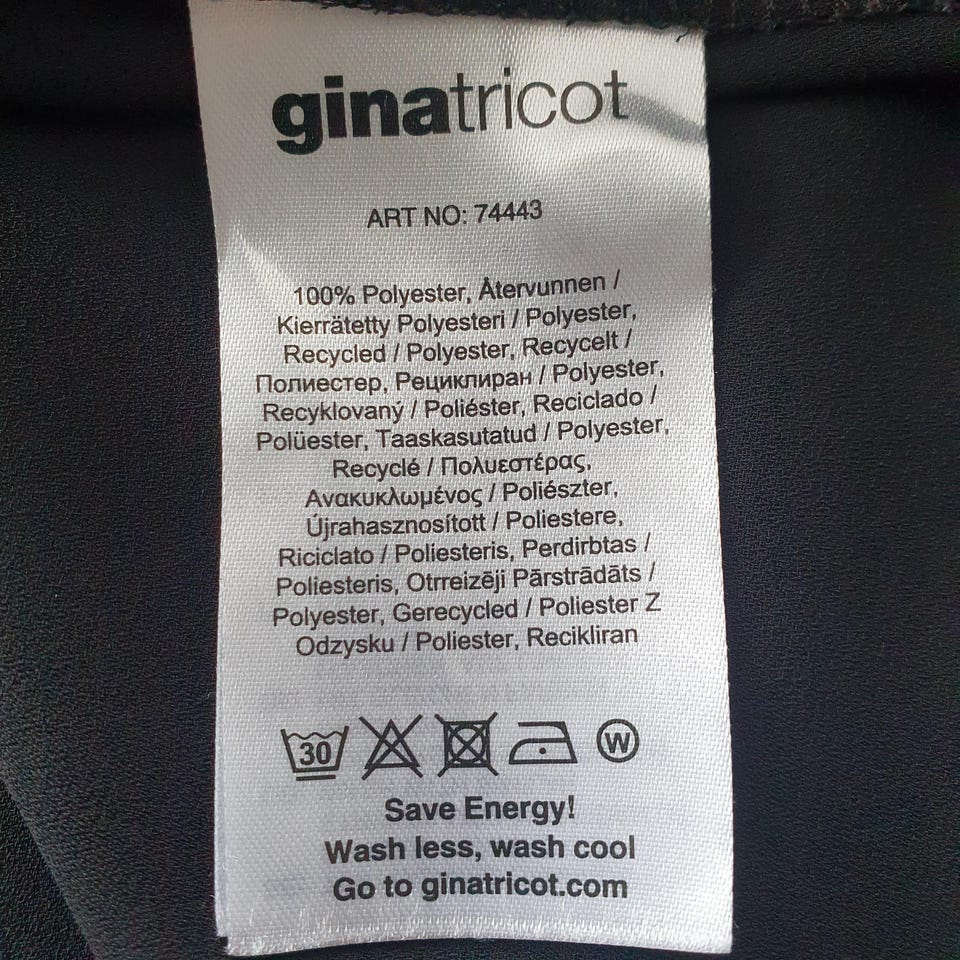 ginatricot
ART NO: 74443
100% Polyester, Återvunnen /
Kierrätetty Polyesteri / Polyester,
Recycled / Polyester, Recycelt /
Полиестер, Рециклиран / Polyester,
Recyklovaný / Poliéster, Reciclado /
Polüester, Taaskasutatud / Polyester,
Recyclé / Πολυεστέρας,
Ανακυκλωμένος / Poliészter,
Újrahasznosított / Poliestere,
Riciclato / Poliesteris, Perdirbtas /
Poliesteris, Otrreizēji Pārstrādāts /
Polyester, Gerecycled / Poliester Z
Odzysku / Poliester, Recikliran
30 W
Save Energy!
Wash less, wash cool
Go to ginatricot.com